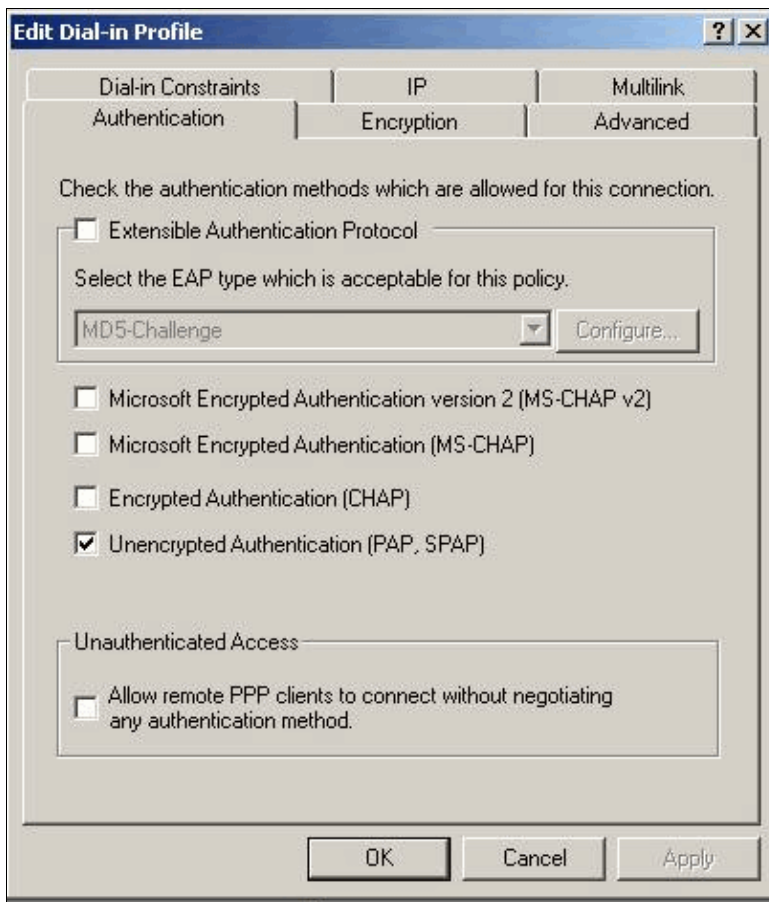 Edit Dial-in Profile
Dial-in Constraints IP Multilink
Authentication Encryption Advanced
Check the authentication methods which are allowed for this connection.
Extensible Authentication Protocol
Select the EAP type which is acceptable for this policy.
MD5-Challenge Configure...
Microsoft Encrypted Authentication version 2 (MS-CHAP v2)
Microsoft Encrypted Authentication (MS-CHAP)
Encrypted Authentication (CHAP)
Unencrypted Authentication (PAP, SPAP)
Unauthenticated Access
Allow remote PPP clients to connect without negotiating
any authentication method.
OK Cancel Apply